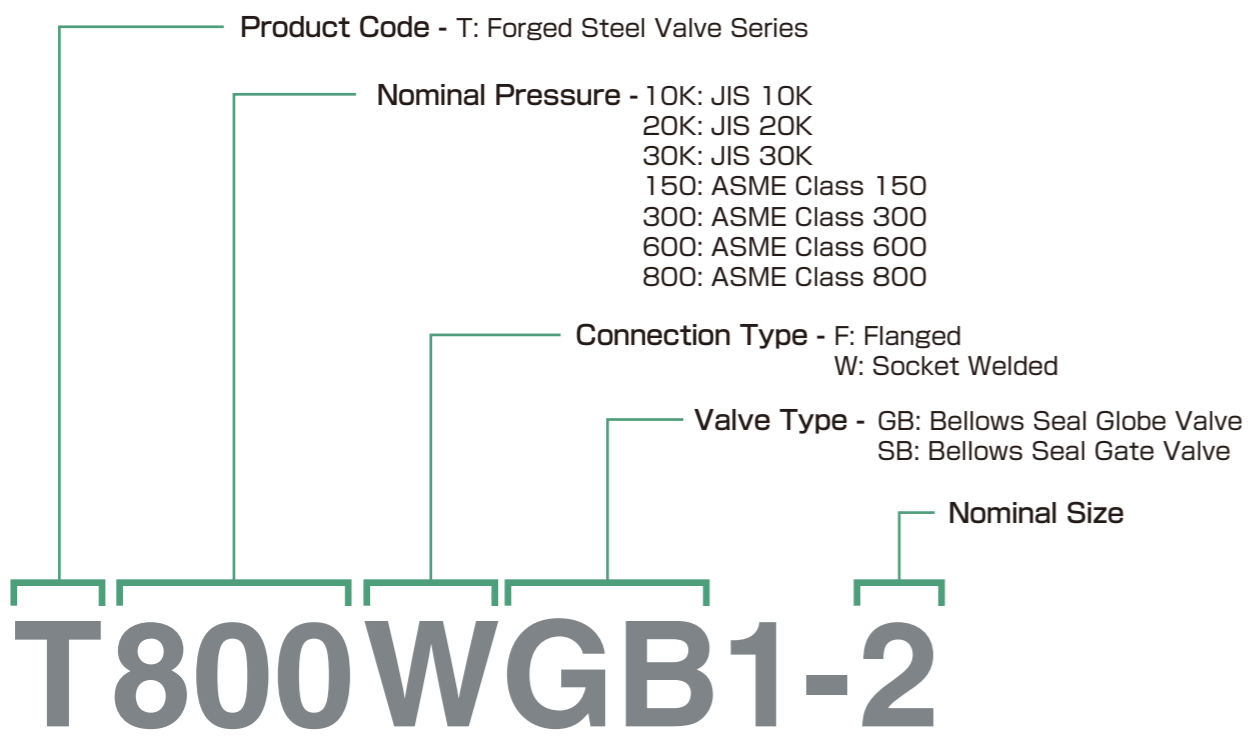 Product Code - T: Forged Steel Valve Series
Nominal Pressure - 10K: JIS 10K
20K: JIS 20K
30K: JIS 30K
150: ASME Class 150
300: ASME Class 300
600: ASME Class 600
800: ASME Class 800
Connection Type - F: Flanged
W: Socket Welded
Valve Type - GB: Bellows Seal Globe Valve
SB: Bellows Seal Gate Valve
Nominal Size
T800WGB1-2